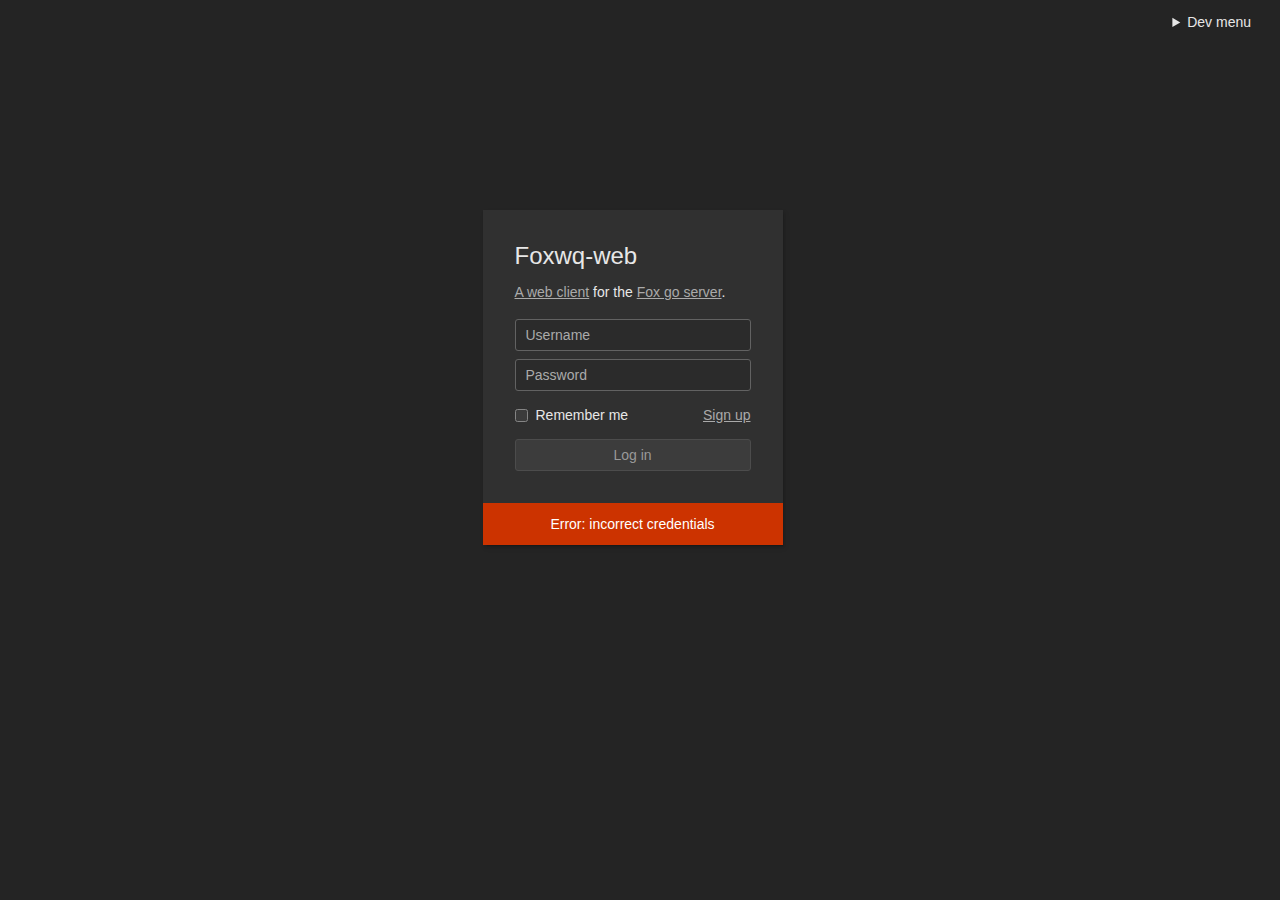 Dev menu
Foxwq-web
A web client for the Fox go server.
Username
Password
Remember me
Sign up
Log in
Error: incorrect credentials